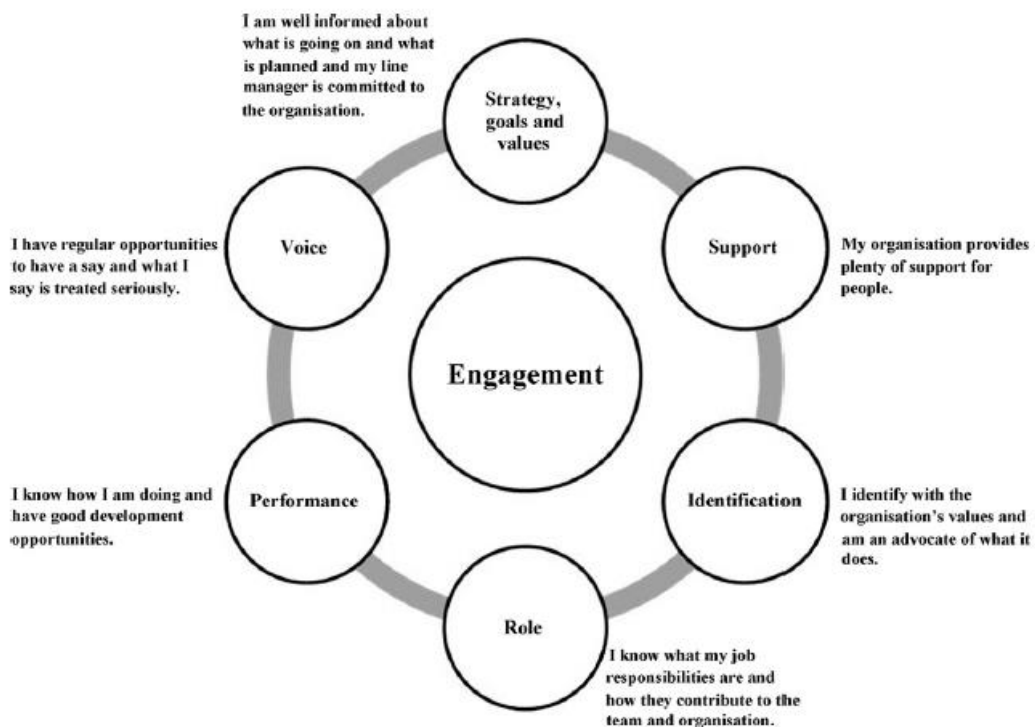 I am well informed about
what is going on and what
is planned and my line
manager is committed to
the organisation.
Strategy,
goals and
values
Voice
I have regular opportunities
to have a say and what I
say is treated seriously.
Support
My organisation provides
plenty of support for
people.
Engagement
Performance
I know how I am doing and
have good development
opportunities.
Identification
I identify with the
organisation's values and
am an advocate of what it
does.
Role
I know what my job
responsibilities are and
how they contribute to the
team and organisation.